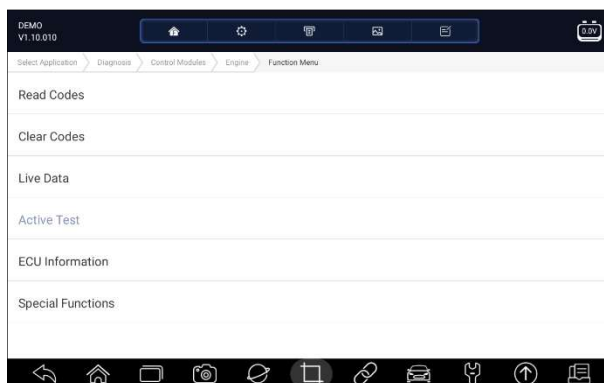 DEMO
V1.10.010
0.0V
Select Application Diagnosis Control Modules Engine Function Menu
Read Codes
Clear Codes
Live Data
Active Test
ECU Information
Special Functions